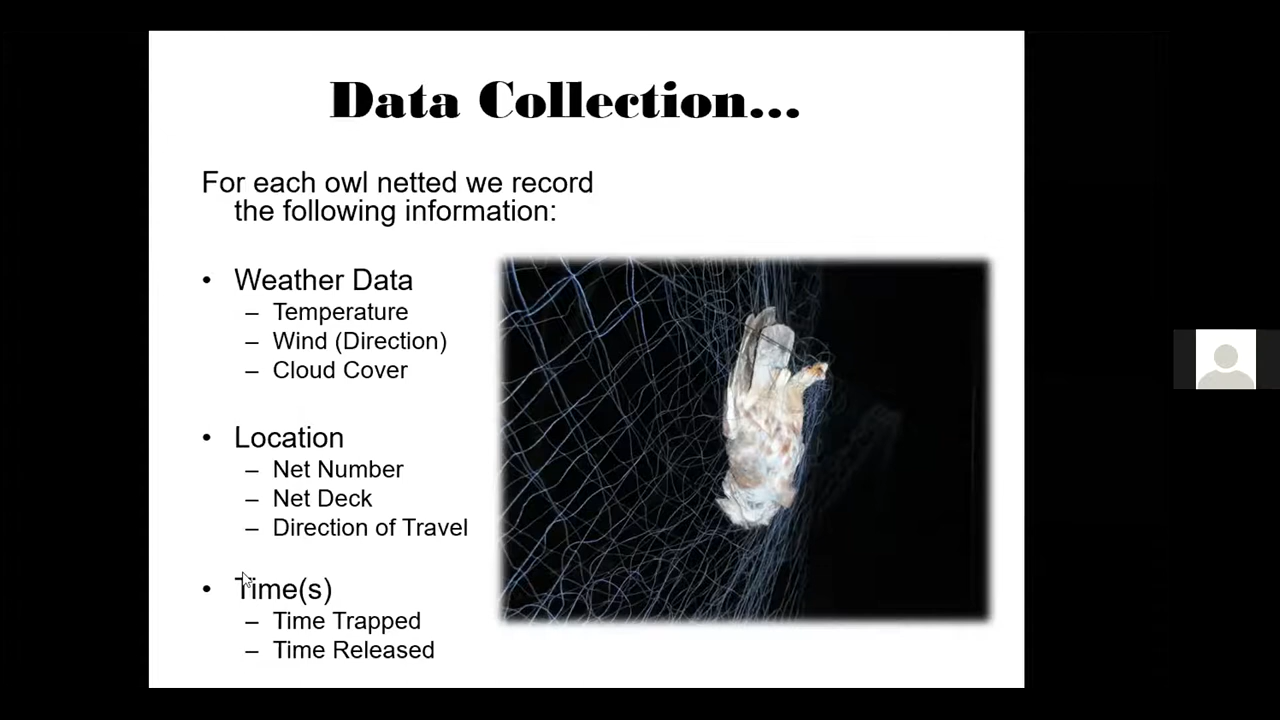 Data Collection...
For each owl netted we record
the following information:
• Weather Data
– Temperature
– Wind (Direction)
– Cloud Cover
• Location
– Net Number
– Net Deck
– Direction of Travel
• Time(s)
– Time Trapped
– Time Released